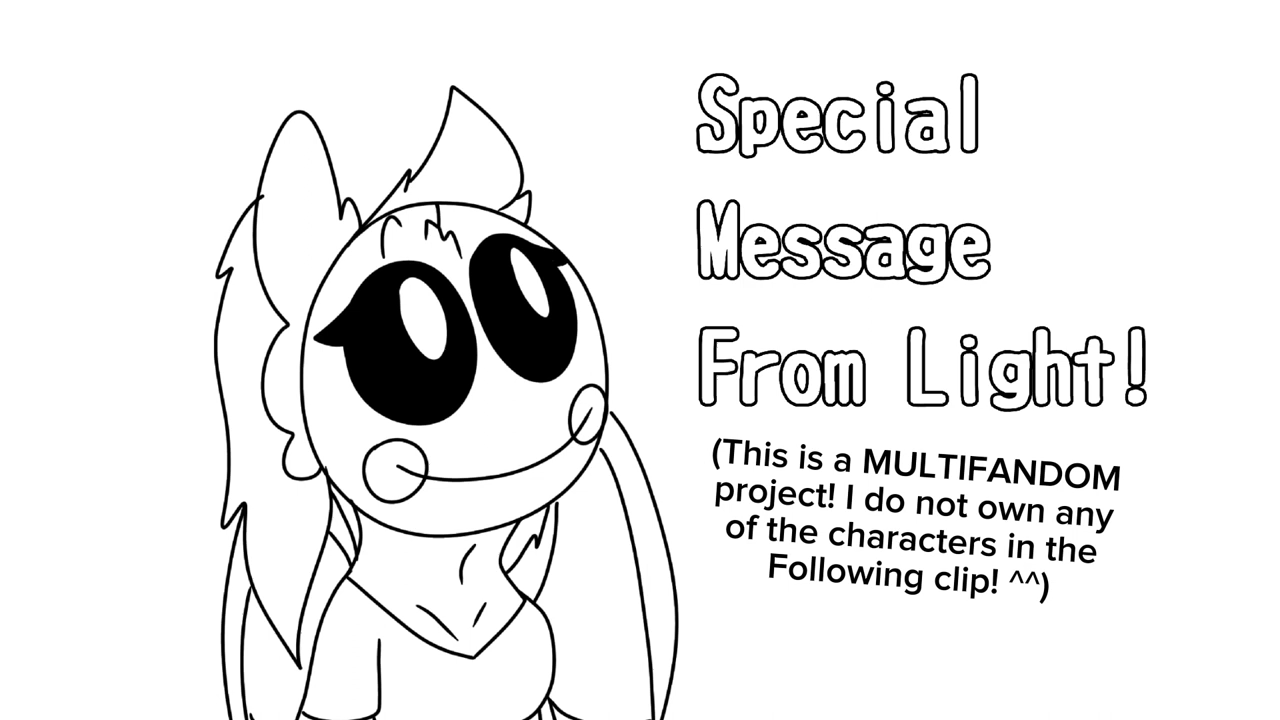 Special
Message
From Light!
(This is a MULTIFANDOM
project! I do not own any
of the characters in the
Following clip! ^^)